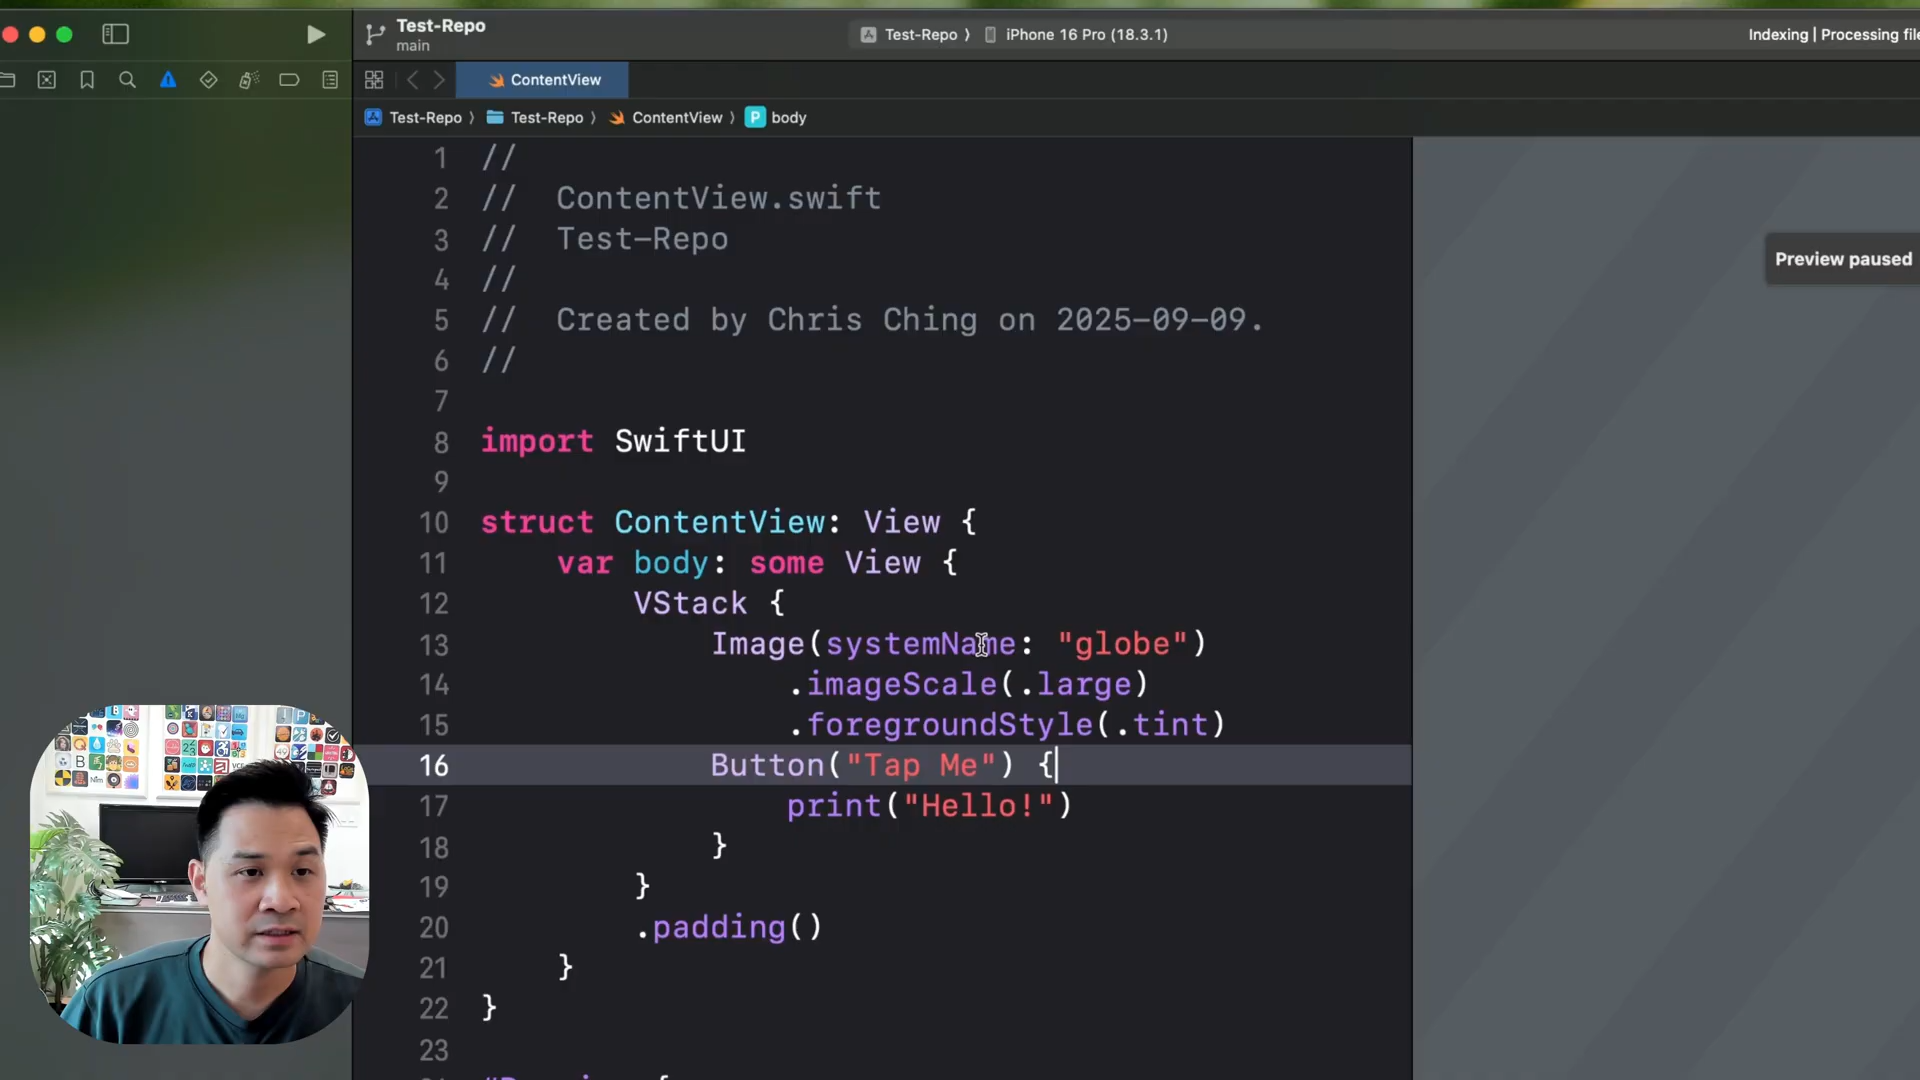 Test-Repo
main
Test-Repo 〉 iPhone 16 Pro (18.3.1)
Indexing | Processing file
ContentView
Test-Repo 〉 Test-Repo 〉 ContentView 〉 P body
1 //
2 //  ContentView.swift
3 //  Test-Repo
4 //
5 //  Created by Chris Ching on 2025-09-09.
6 //
7
8 import SwiftUI
9
10 struct ContentView: View {
11     var body: some View {
12         VStack {
13             Image(systemName: "globe")
14                 .imageScale(.large)
15                 .foregroundStyle(.tint)
16             Button("Tap Me") {
17                 print("Hello!")
18             }
19         }
20         .padding()
21     }
22 }
23
Preview paused